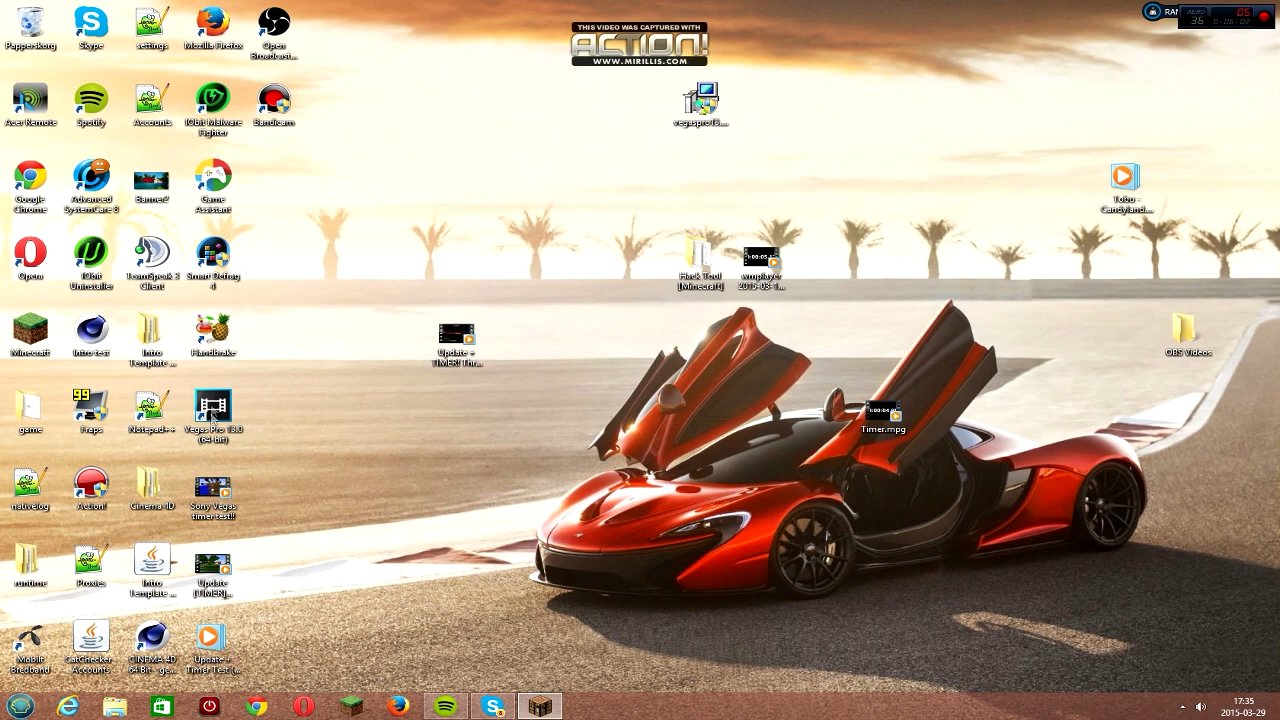 THIS VIDEO WAS CAPTURED WITH
ACTION!
WWW.MIRILLIS.COM
Papperskorg
Skype
settings
Mozilla Firefox
Open
Broadcast...
Acer Remote
Spotify
Accounts
IObit Malware
Fighter
Bandicam
vegaspro13....
Google
Chrome
Advanced
SystemCare 8
Banner2
Game
Assistant
Tobu -
Candyland....
Opera
IObit
Uninstaller
TeamSpeak 3
Client
Smart Defrag
4
Hack Tool
[Minecraft]
wmplayer
2015-03-1...
Minecraft
Intro test
Intro
Template ...
Handbrake
Update +
TIMER! Thr...
OBS Videos
game
99
Fraps
Notepad++
Vegas Pro 13.0
(64-bit)
Timer.mpg
nativelog
Action!
Cinema 4D
Sony Vegas
timer test!!
runtime
Proxies
Intro
Template ...
Update
[TIMER]...
Mobilt
Bredband
CatChecker
Accounts
CINEMA 4D
64 Bit - ge...
Update +
Timer Test (...
17:35
2015-03-29